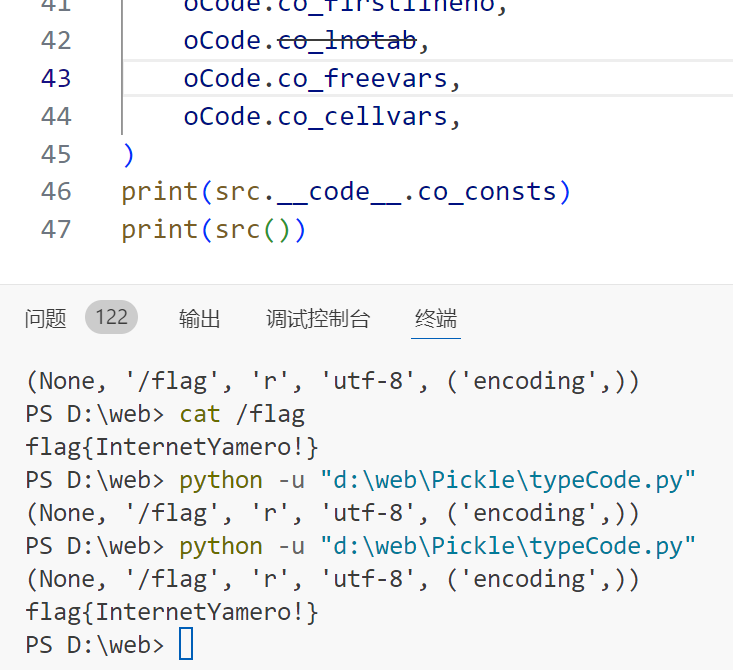 41 oCode.co_firstlineno,
42 oCode.co_lnotab,
43 oCode.co_freevars,
44 oCode.co_cellvars,
45 )
46 print(src.__code__.co_consts)
47 print(src())
问题 122 输出 调试控制台 终端
(None, '/flag', 'r', 'utf-8', ('encoding',))
PS D:\web> cat /flag
flag{InternetYamero!}
PS D:\web> python -u "d:\web\Pickle\typeCode.py"
(None, '/flag', 'r', 'utf-8', ('encoding',))
PS D:\web> python -u "d:\web\Pickle\typeCode.py"
(None, '/flag', 'r', 'utf-8', ('encoding',))
flag{InternetYamero!}
PS D:\web>